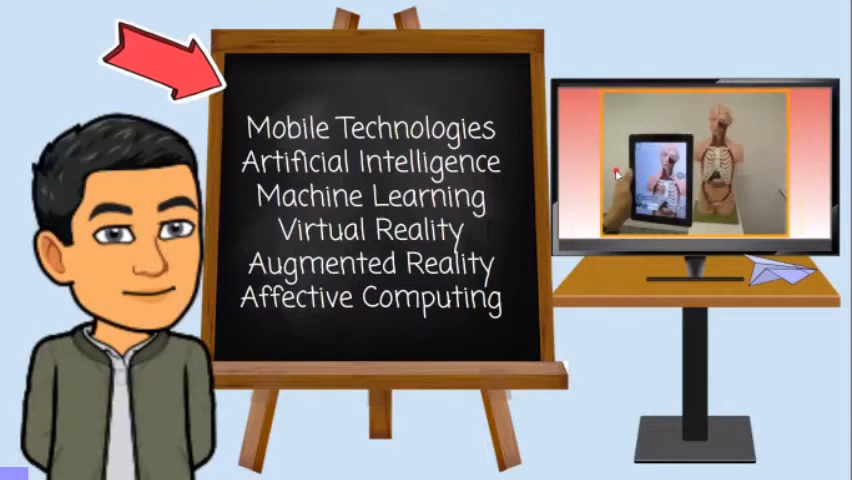 Mobile Technologies
Artificial Intelligence
Machine Learning
Virtual Reality
Augmented Reality
Affective Computing